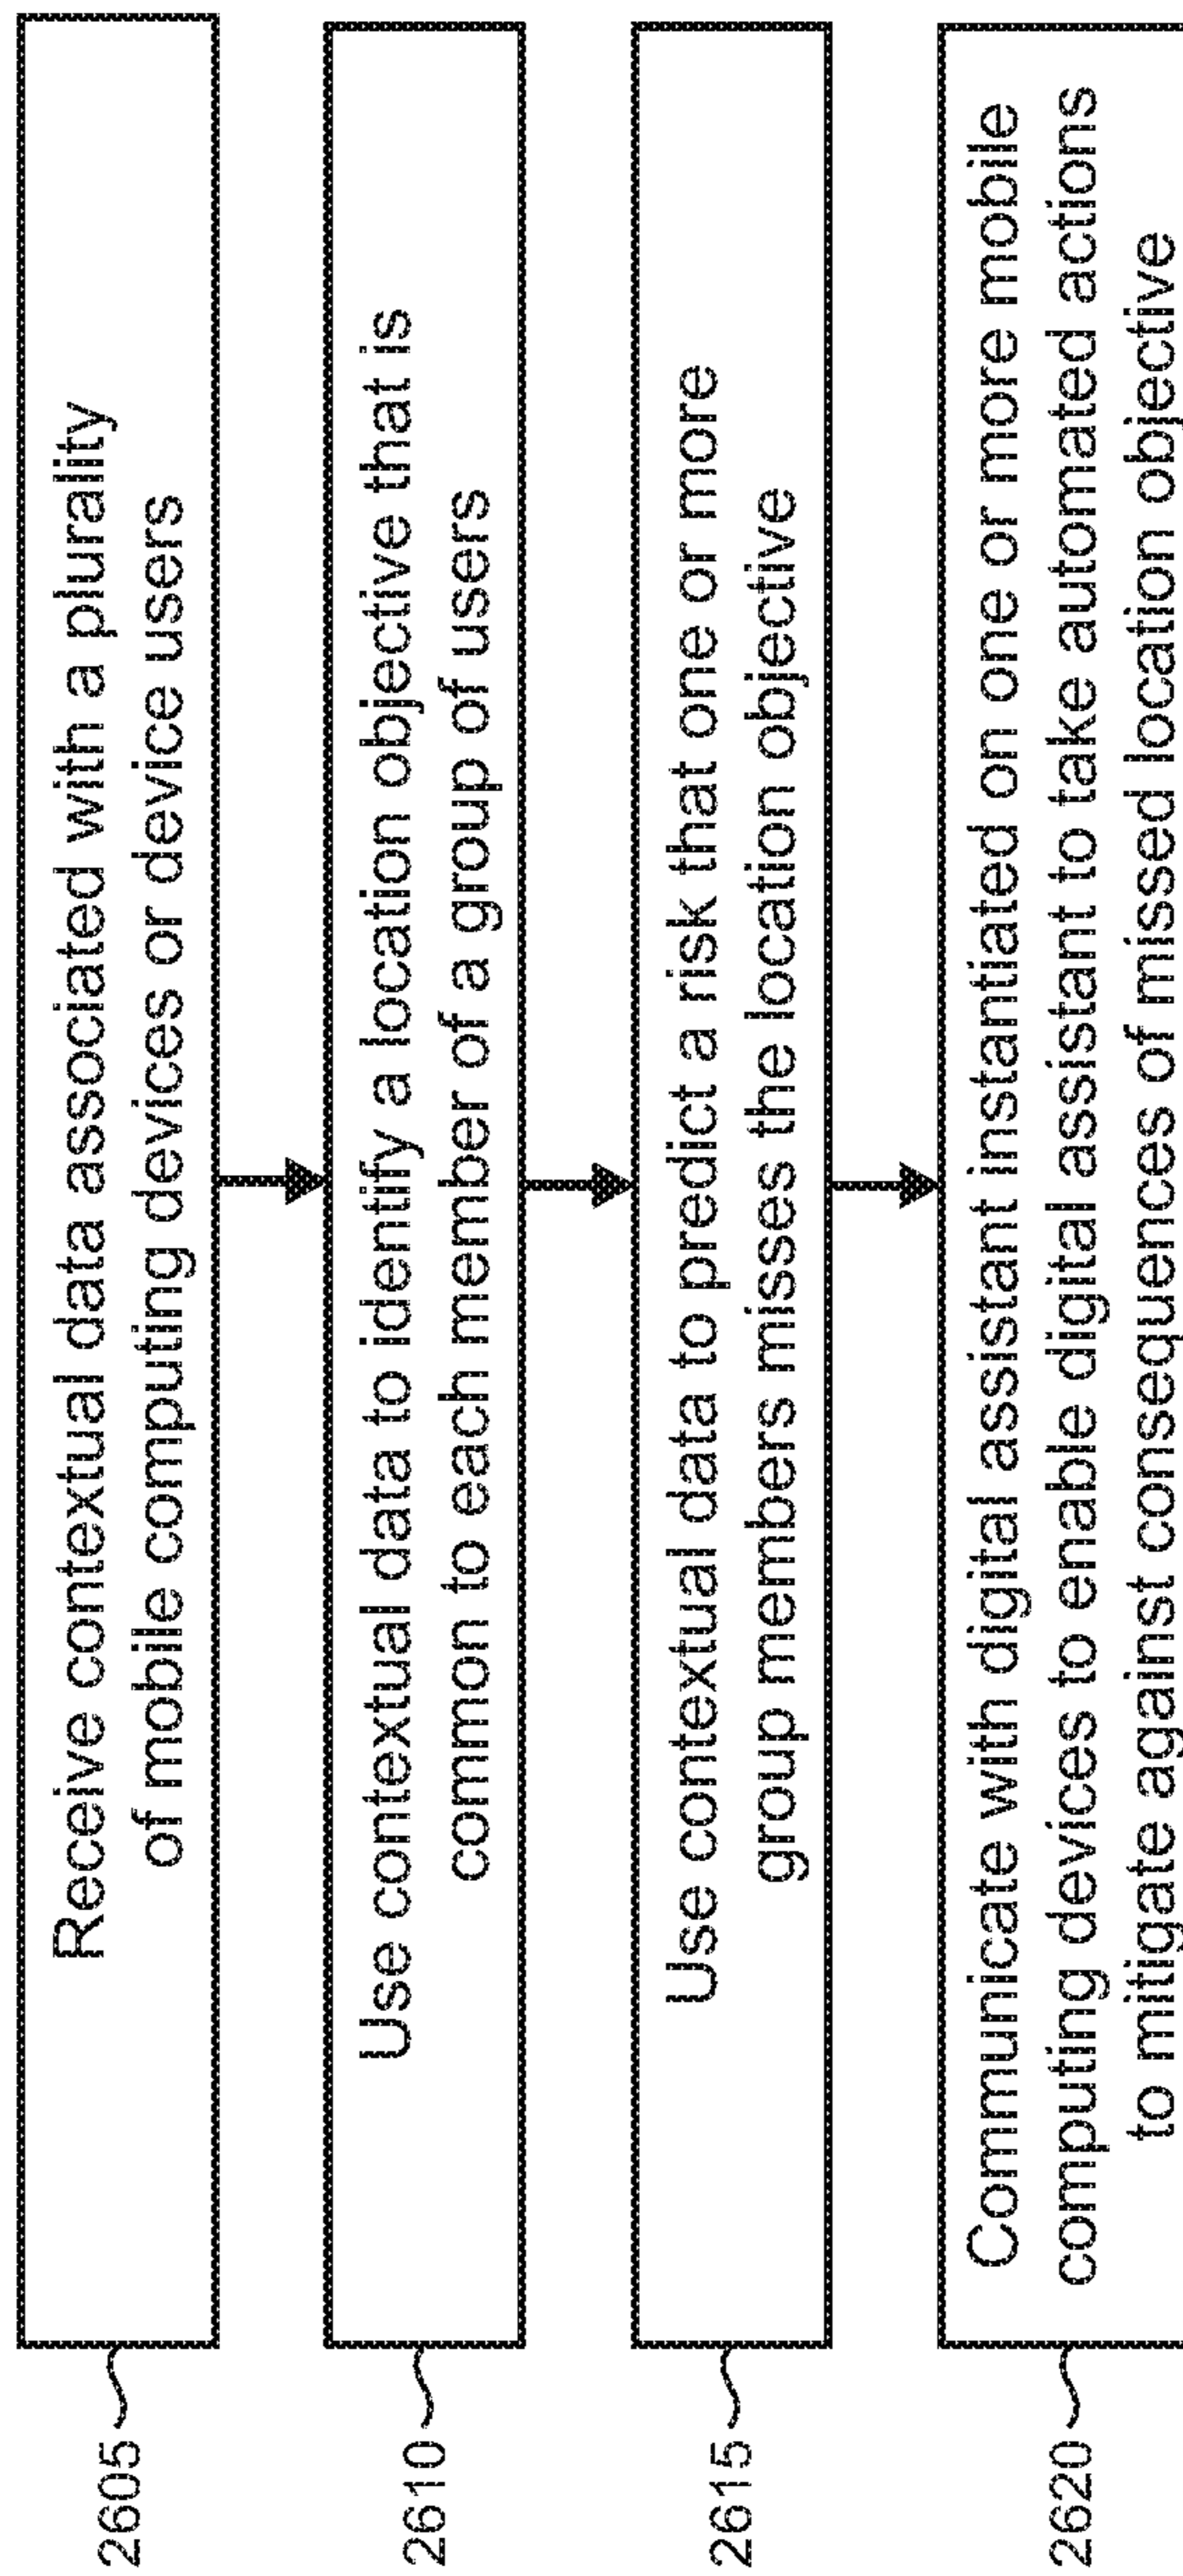 2605
Receive contextual data associated with a plurality
of mobile computing devices or device users
2610
Use contextual data to identify a location objective that is
common to each member of a group of users
2615
Use contextual data to predict a risk that one or more
group members misses the location objective
2620
Communicate with digital assistant instantiated on one or more mobile
computing devices to enable digital assistant to take automated actions
to mitigate against consequences of missed location objective